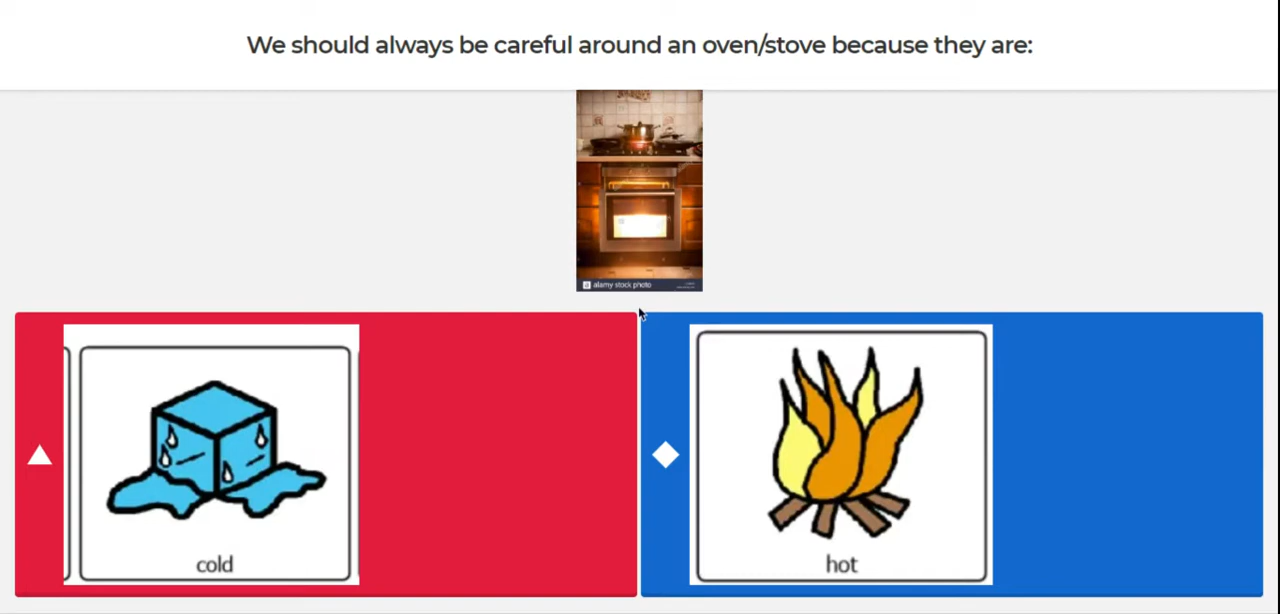 We should always be careful around an oven/stove because they are:
alamy stock photo
cold
hot